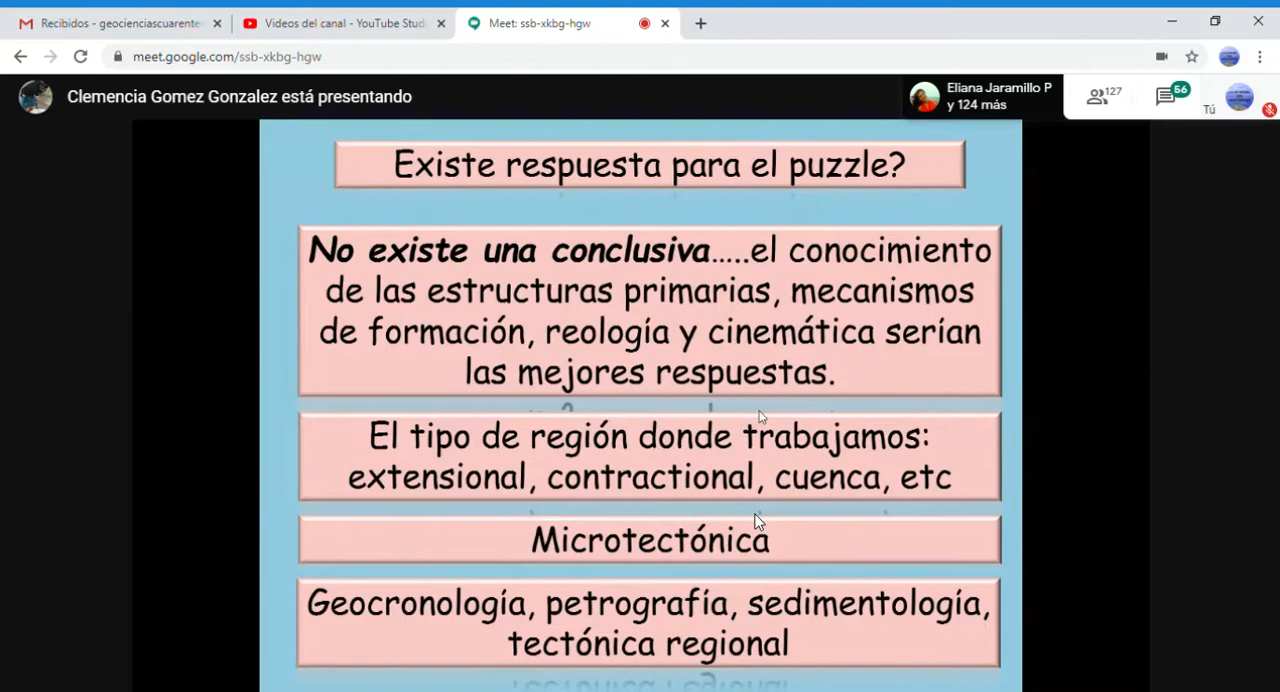 Recibidos - geocienciascuarente
Videos del canal - YouTube Studi
Meet: ssb-xkbg-hgw
meet.google.com/ssb-xkbg-hgw
Clemencia Gomez Gonzalez está presentando
Eliana Jaramillo P
y 124 más
127
56
Tú
Existe respuesta para el puzzle?
No existe una conclusiva.....el conocimiento
de las estructuras primarias, mecanismos
de formación, reología y cinemática serían
las mejores respuestas.
El tipo de región donde trabajamos:
extensional, contractional, cuenca, etc
Microtectónica
Geocronología, petrografía, sedimentología,
tectónica regional